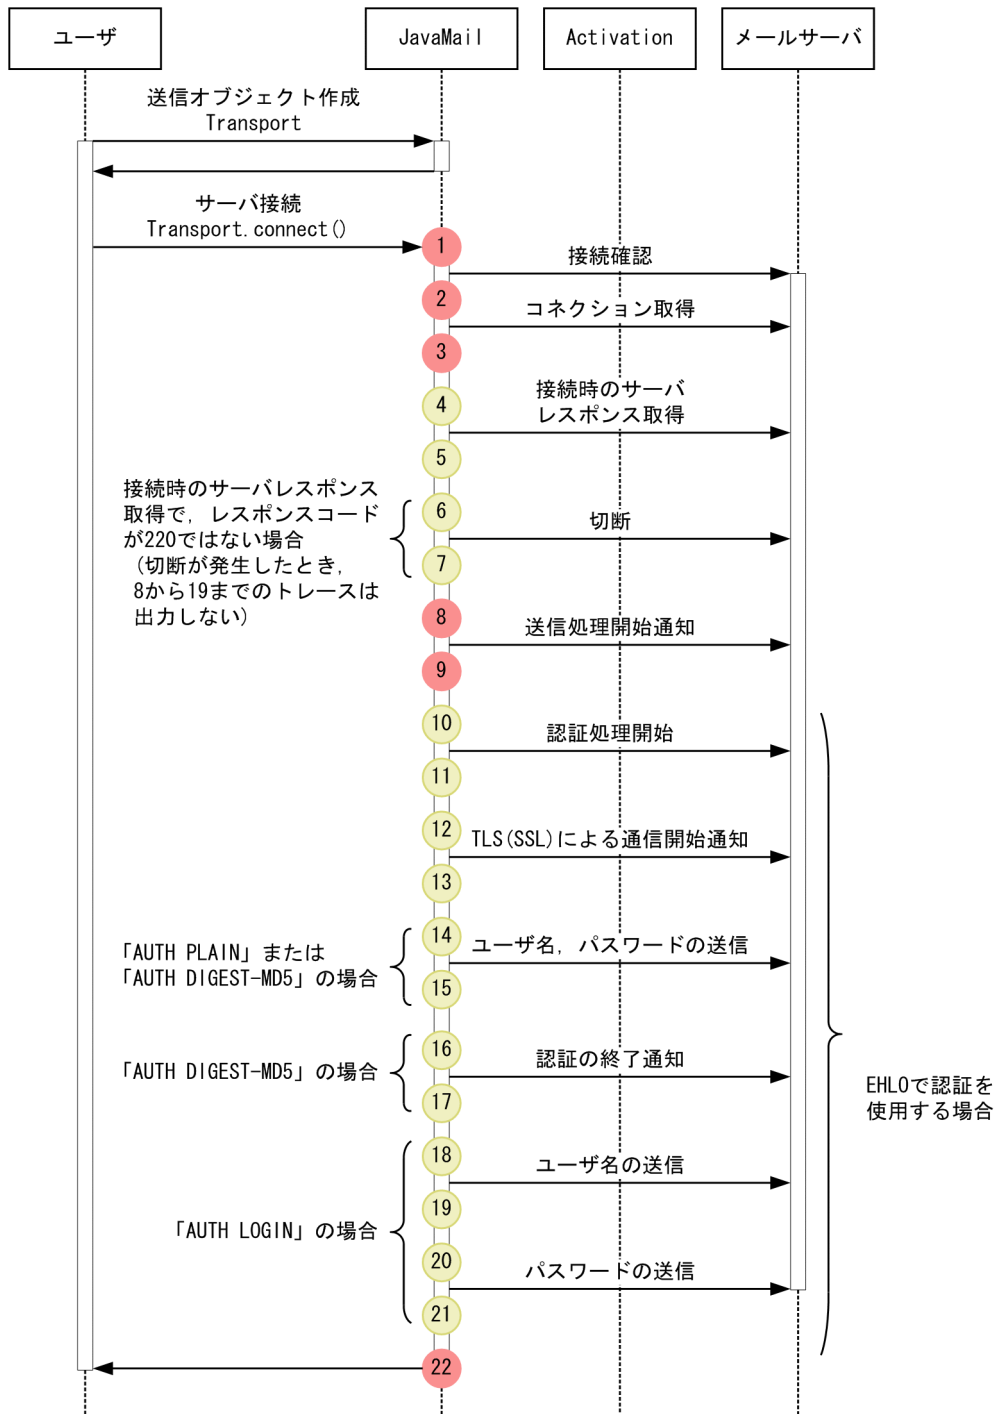 ユーザ
JavaMail
Activation
メールサーバ
送信オブジェクト作成
Transport
サーバ接続
Transport.connect()
1
接続確認
2
コネクション取得
3
接続時のサーバ
レスポンス取得
4
5
接続時のサーバレスポンス
取得で，レスポンスコード
が220ではない場合
（切断が発生したとき，
8から19までのトレースは
出力しない）
6
切断
7
8
送信処理開始通知
9
10
認証処理開始
11
12
TLS(SSL)による通信開始通知
13
「AUTH PLAIN」または
「AUTH DIGEST-MD5」の場合
14
ユーザ名，パスワードの送信
15
「AUTH DIGEST-MD5」の場合
16
認証の終了通知
17
EHLOで認証を
使用する場合
18
ユーザ名の送信
19
「AUTH LOGIN」の場合
20
パスワードの送信
21
22